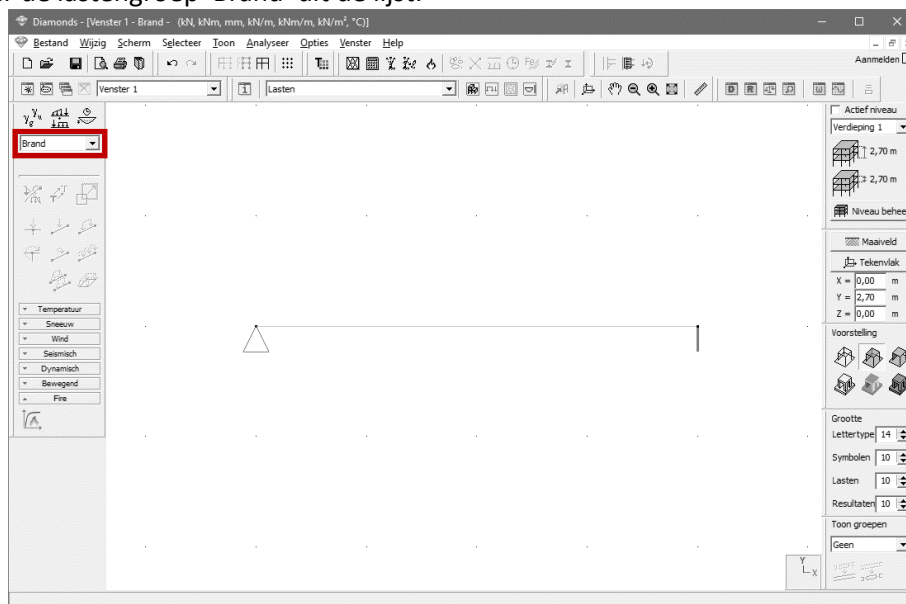 de lastengroep 'Brand' uit de lijst.
Diamonds - [Venster 1 - Brand - (kN, kNm, mm, kN/m, kNm/m, kN/m², °C)]
Bestand Wijzig Scherm Selecteer Toon Analyseer Opties Venster Help
Aanmelden
Venster 1 Lasten
Actief niveau
Brand
Verdieping 1
2,70 m
2,70 m
Niveau behee
Maaiveld
Tekenvlak
X = 0,00 m
Y = 2,70 m
Z = 0,00 m
Temperatuur
Sneeuw
Wind
Seismisch
Dynamisch
Bewegend
Fire
Voorstelling
Grootte
Lettertype 14
Symbolen 10
Lasten 10
Resultaten 10
Toon groepen
Geen
Y
X